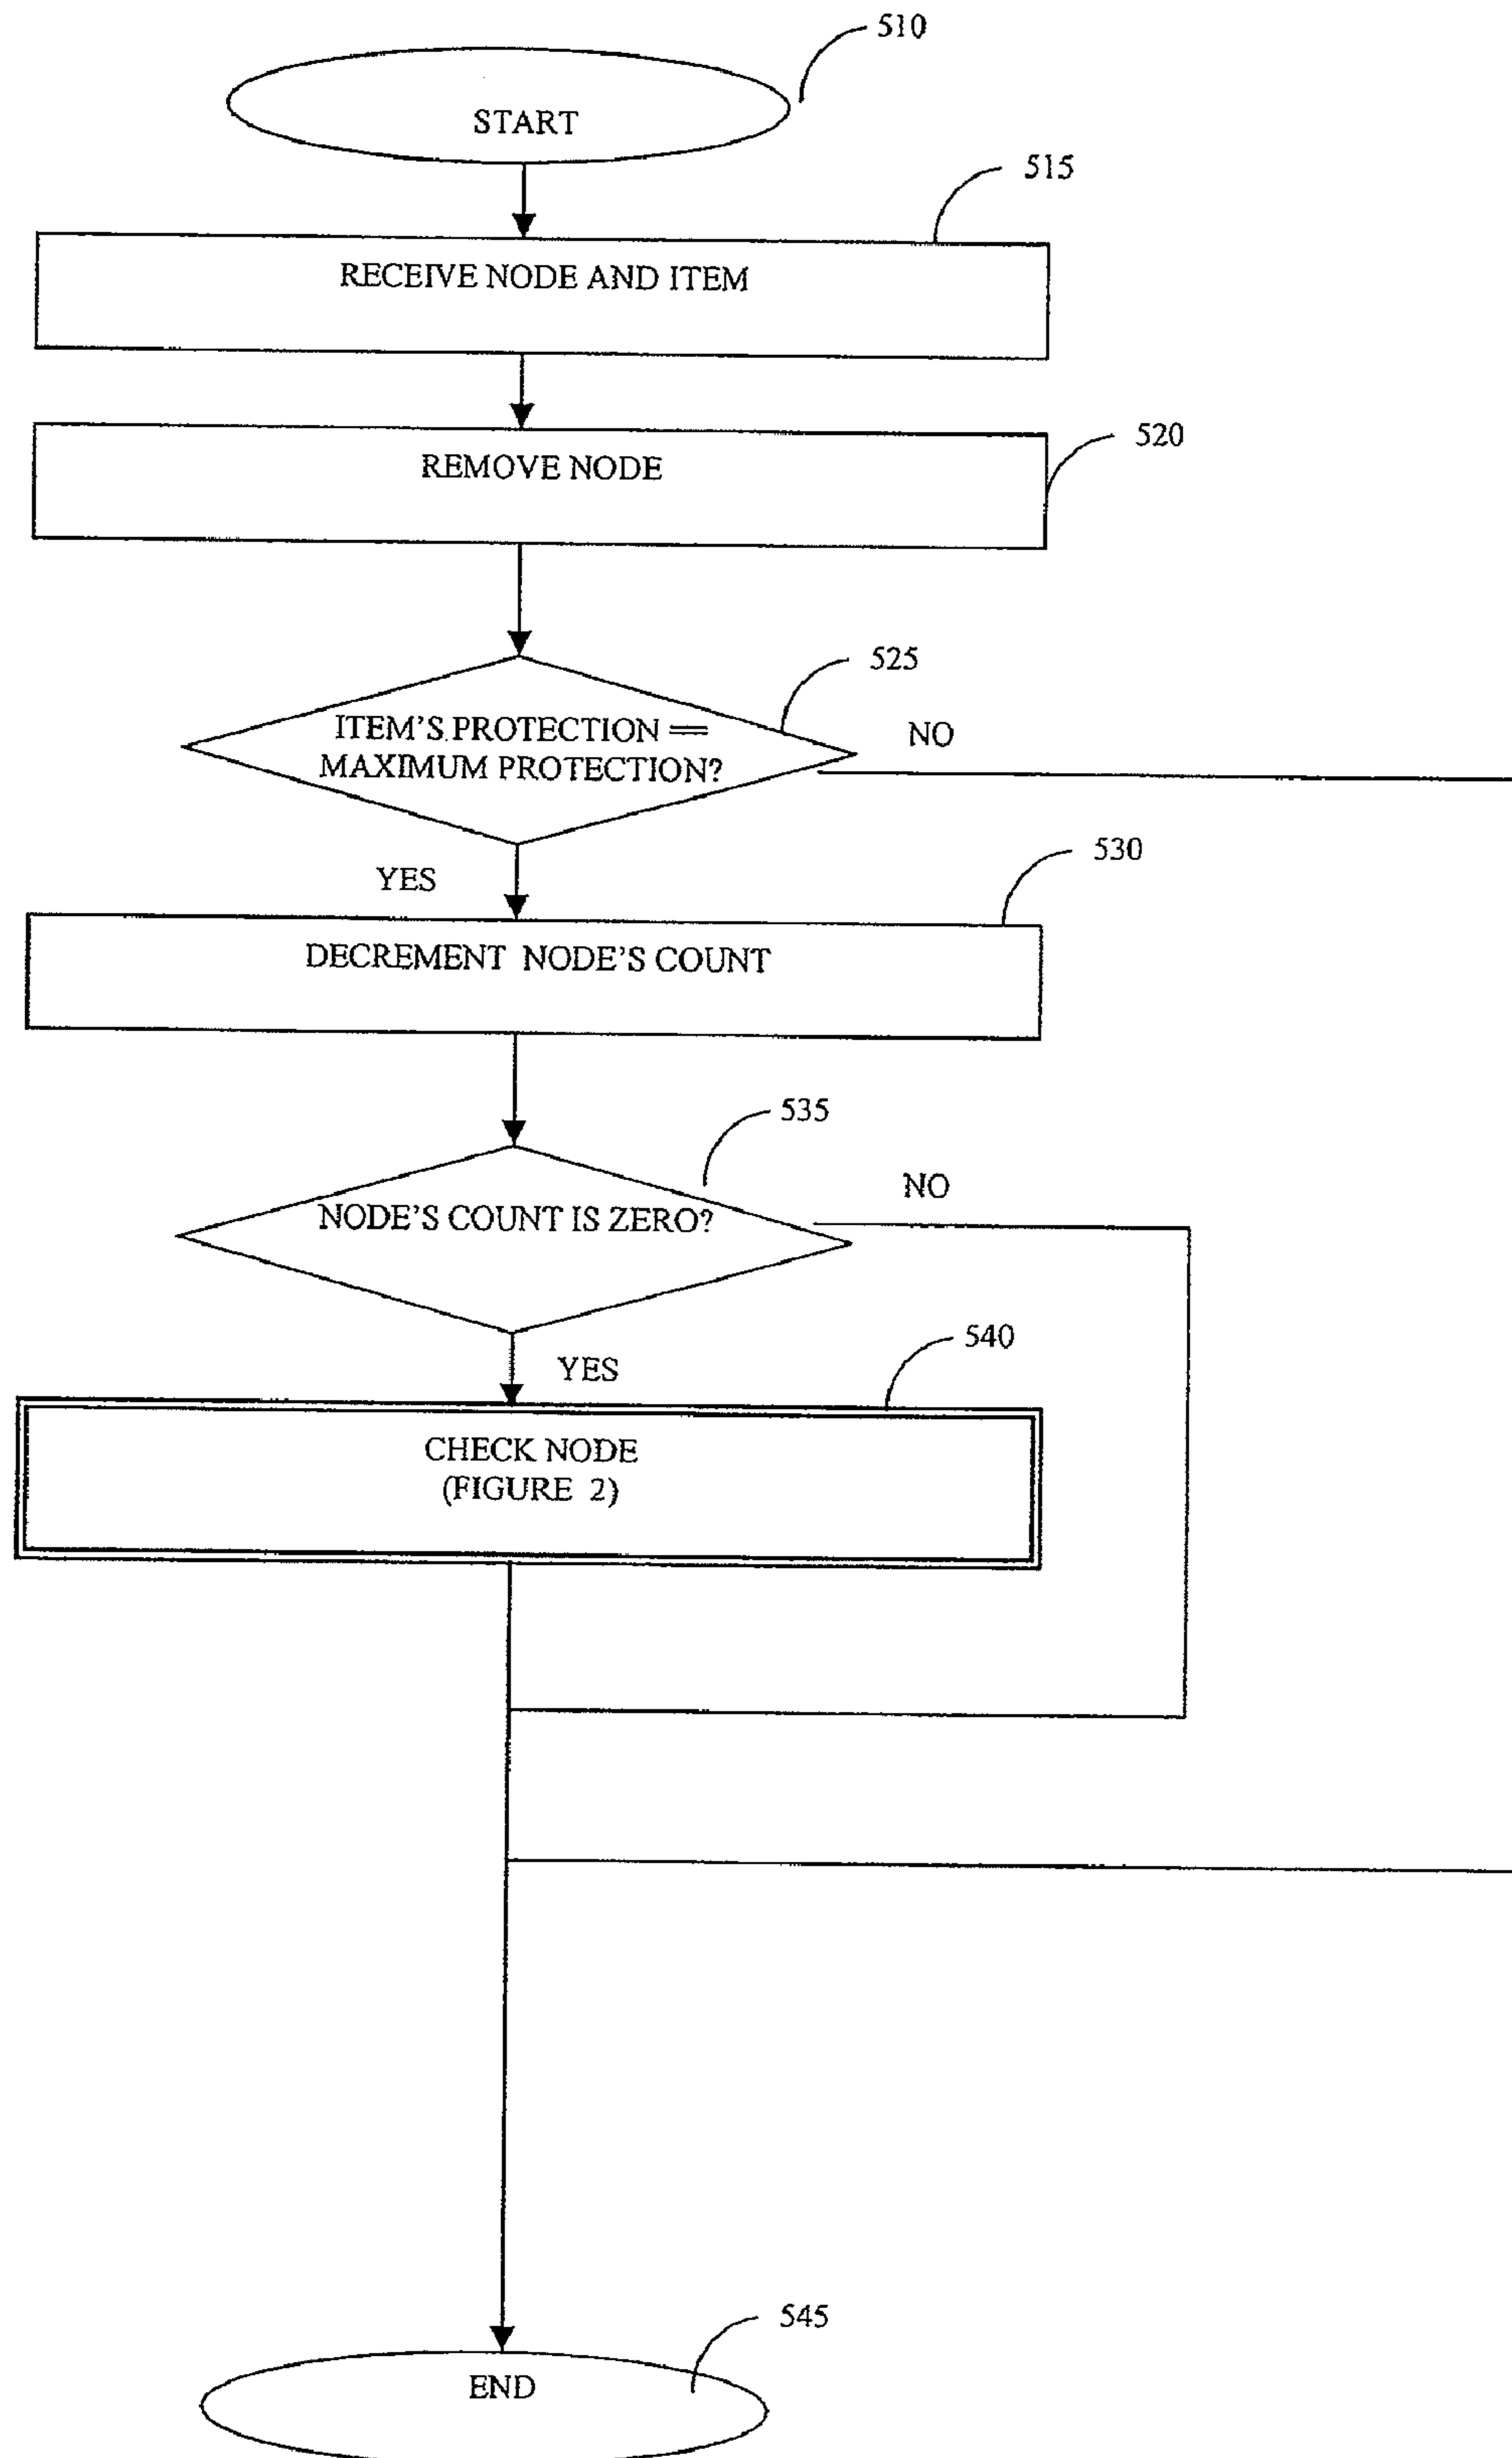 510
START
515
RECEIVE NODE AND ITEM
520
REMOVE NODE
525
ITEM'S PROTECTION ==
MAXIMUM PROTECTION?
NO
YES
530
DECREMENT NODE'S COUNT
535
NODE'S COUNT IS ZERO?
NO
YES
540
CHECK NODE
(FIGURE 2)
545
END